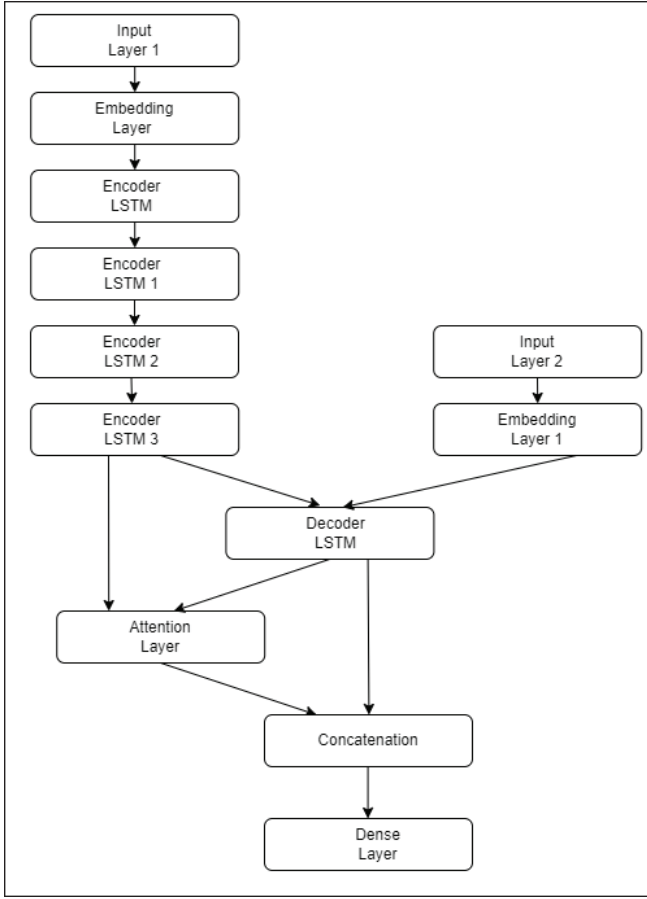 Input
Layer 1
Embedding
Layer
Encoder
LSTM
Encoder
LSTM 1
Encoder
LSTM 2
Input
Layer 2
Encoder
LSTM 3
Embedding
Layer 1
Decoder
LSTM
Attention
Layer
Concatenation
Dense
Layer